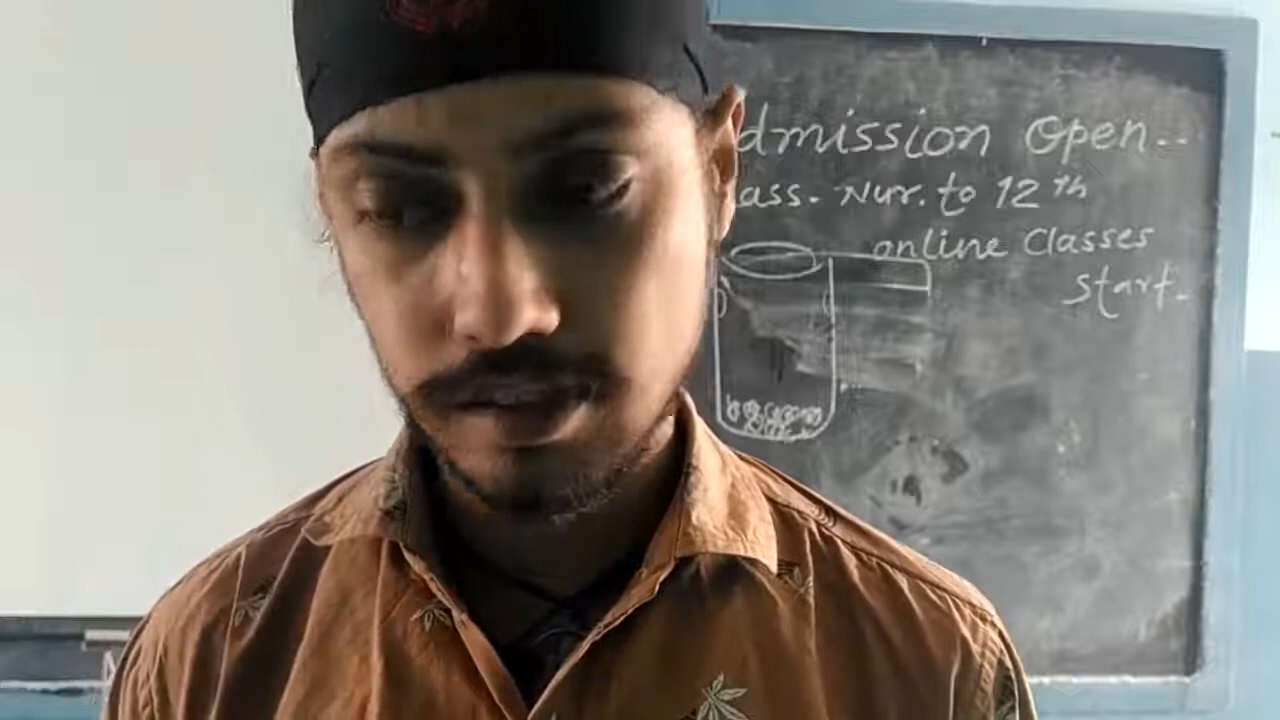 dmission Open..
ass. Nur. to 12th
online Classes
start.